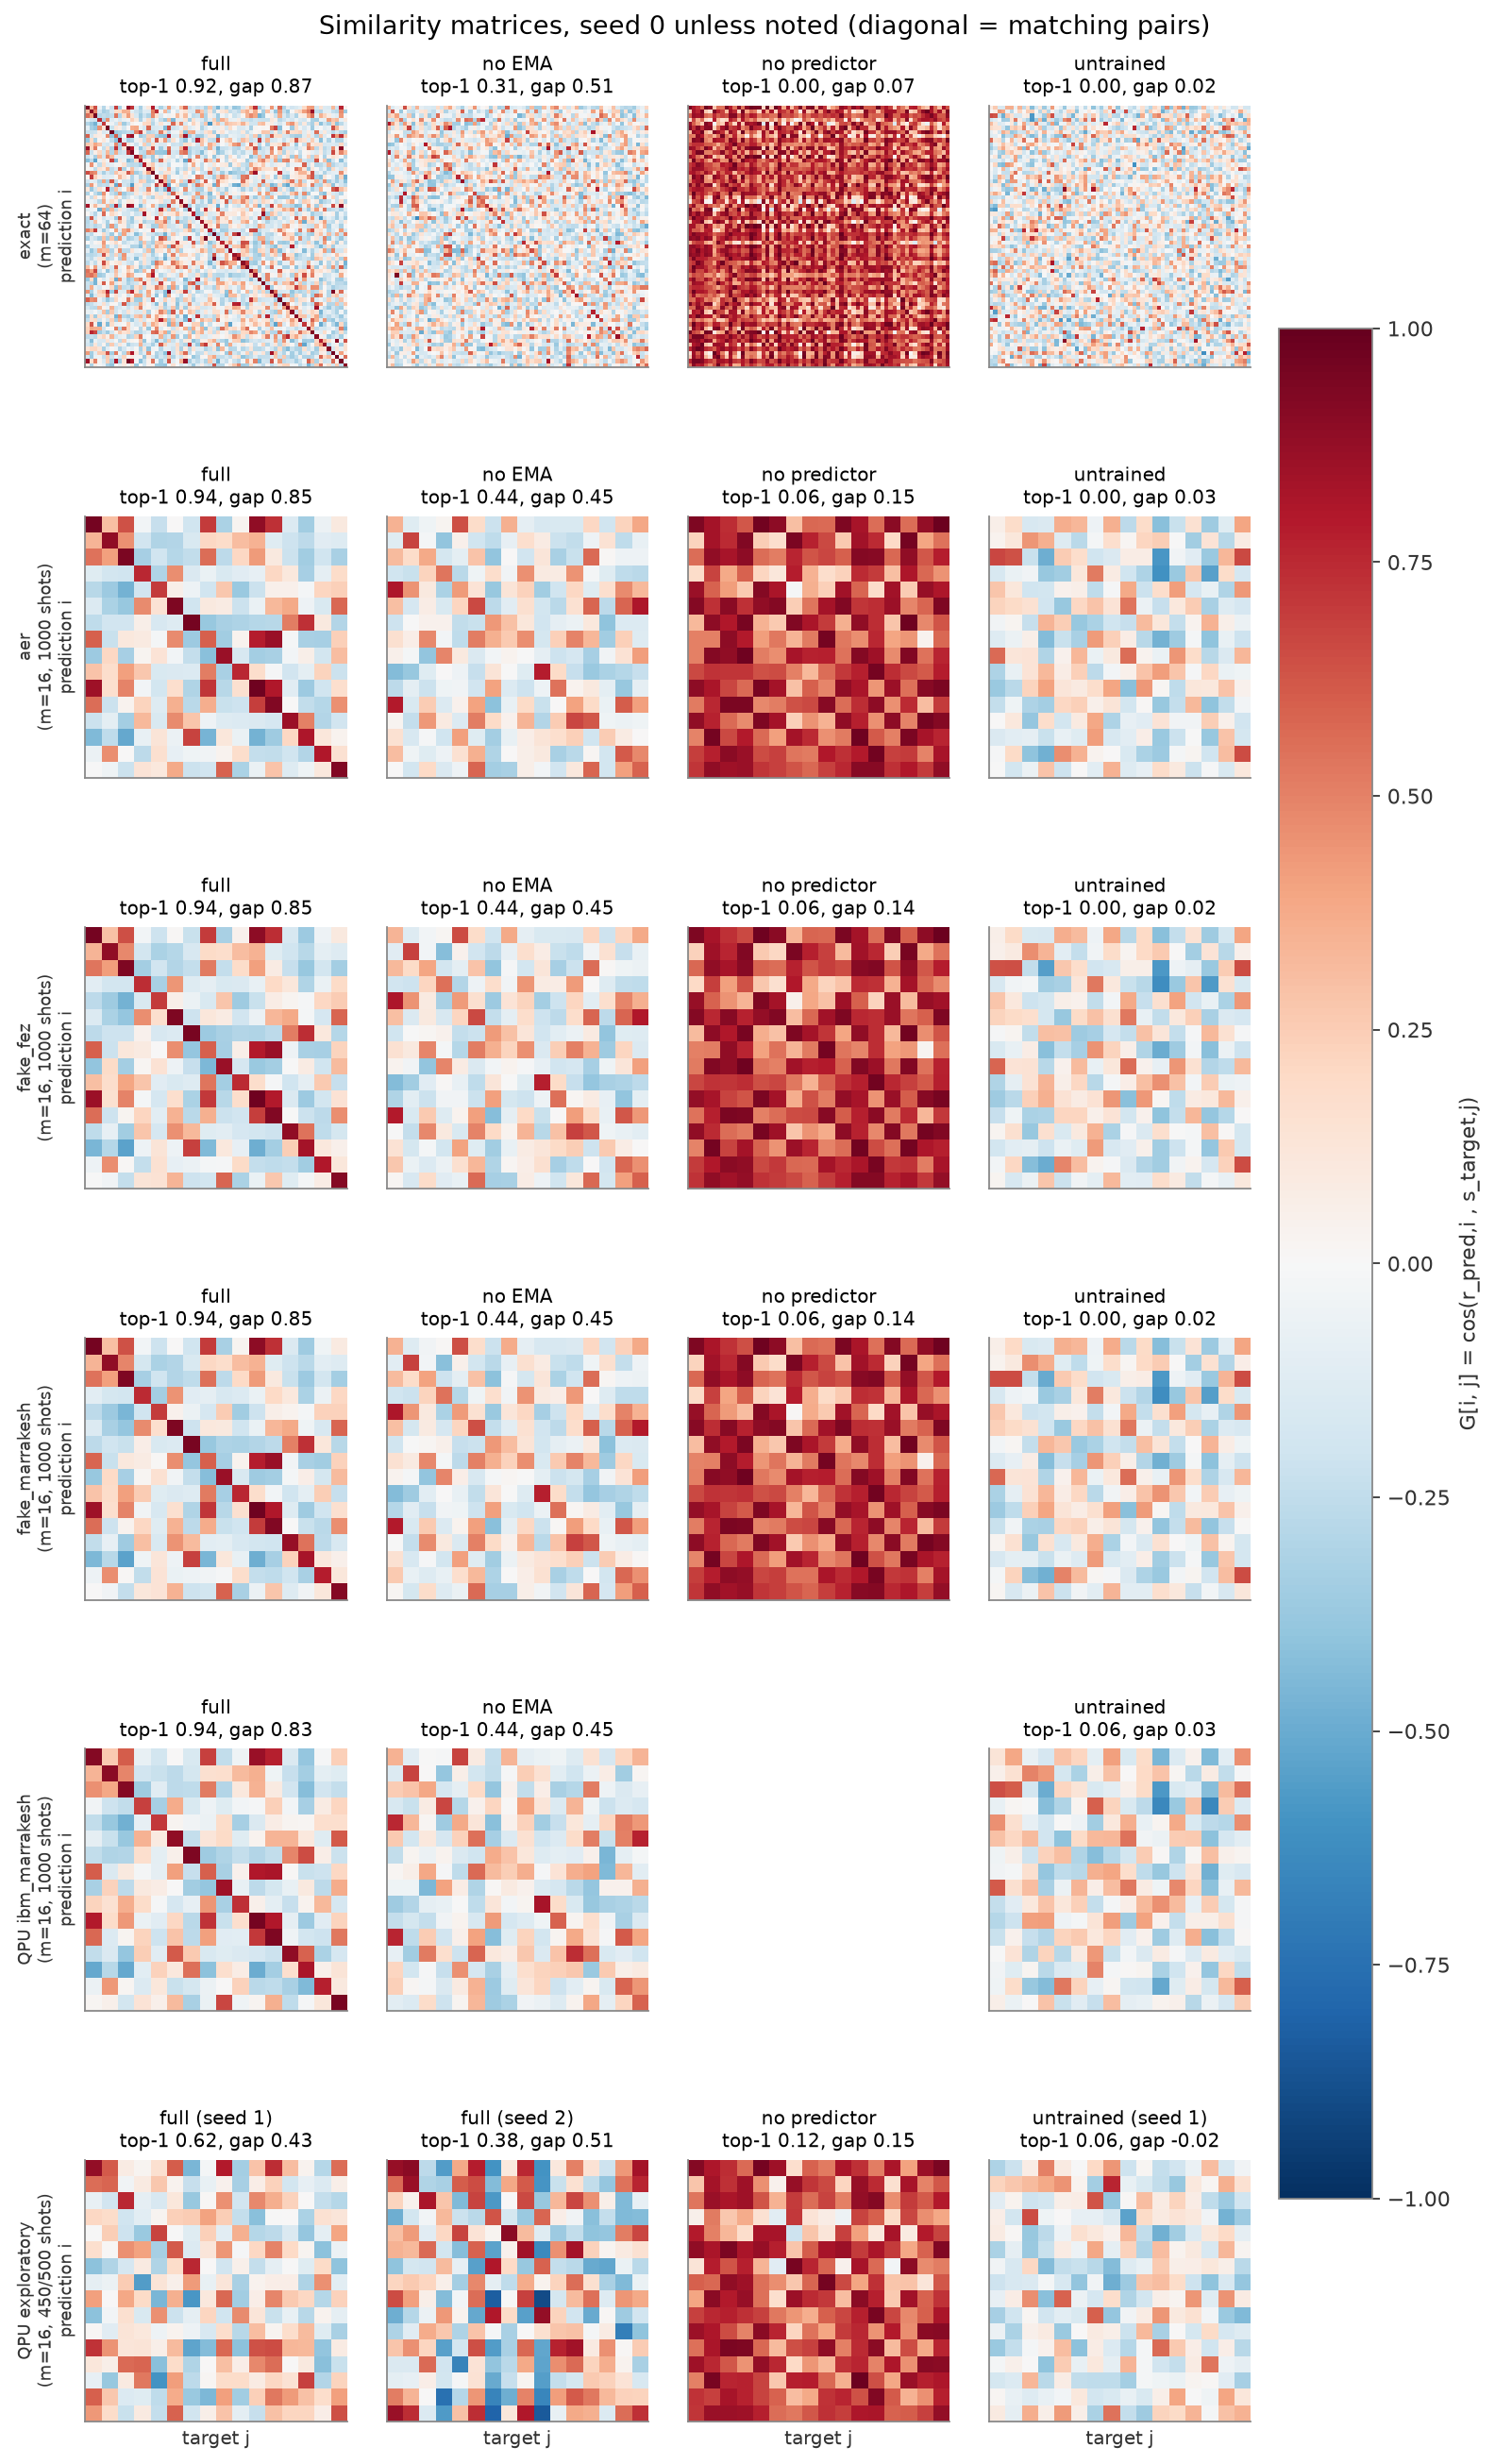 Similarity matrices, seed 0 unless noted (diagonal = matching pairs)
full
top-1 0.92, gap 0.87
no EMA
top-1 0.31, gap 0.51
no predictor
top-1 0.00, gap 0.07
untrained
top-1 0.00, gap 0.02
exact
(m=64)
prediction i
full
top-1 0.94, gap 0.85
no EMA
top-1 0.44, gap 0.45
no predictor
top-1 0.06, gap 0.15
untrained
top-1 0.00, gap 0.03
aer
(m=16, 1000 shots)
prediction i
full
top-1 0.94, gap 0.85
no EMA
top-1 0.44, gap 0.45
no predictor
top-1 0.06, gap 0.14
untrained
top-1 0.00, gap 0.02
fake_fez
(m=16, 1000 shots)
prediction i
full
top-1 0.94, gap 0.85
no EMA
top-1 0.44, gap 0.45
no predictor
top-1 0.06, gap 0.14
untrained
top-1 0.00, gap 0.02
fake_marrakesh
(m=16, 1000 shots)
prediction i
full
top-1 0.94, gap 0.83
no EMA
top-1 0.44, gap 0.45
untrained
top-1 0.06, gap 0.03
QPU ibm_marrakesh
(m=16, 1000 shots)
prediction i
full (seed 1)
top-1 0.62, gap 0.43
full (seed 2)
top-1 0.38, gap 0.51
no predictor
top-1 0.12, gap 0.15
untrained (seed 1)
top-1 0.06, gap -0.02
QPU exploratory
(m=16, 450/500 shots)
prediction i
target j
target j
target j
target j
1.00
0.75
0.50
0.25
0.00
−0.25
−0.50
−0.75
−1.00
G[i, j] = cos(r_pred,i , s_target,j)